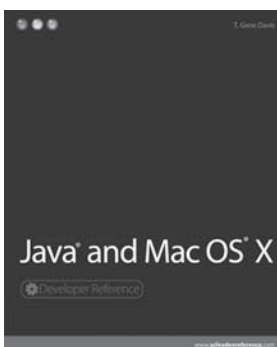 T. Gene Davis
Java® and Mac OS® X
Developer Reference
www.wileydevreference.com